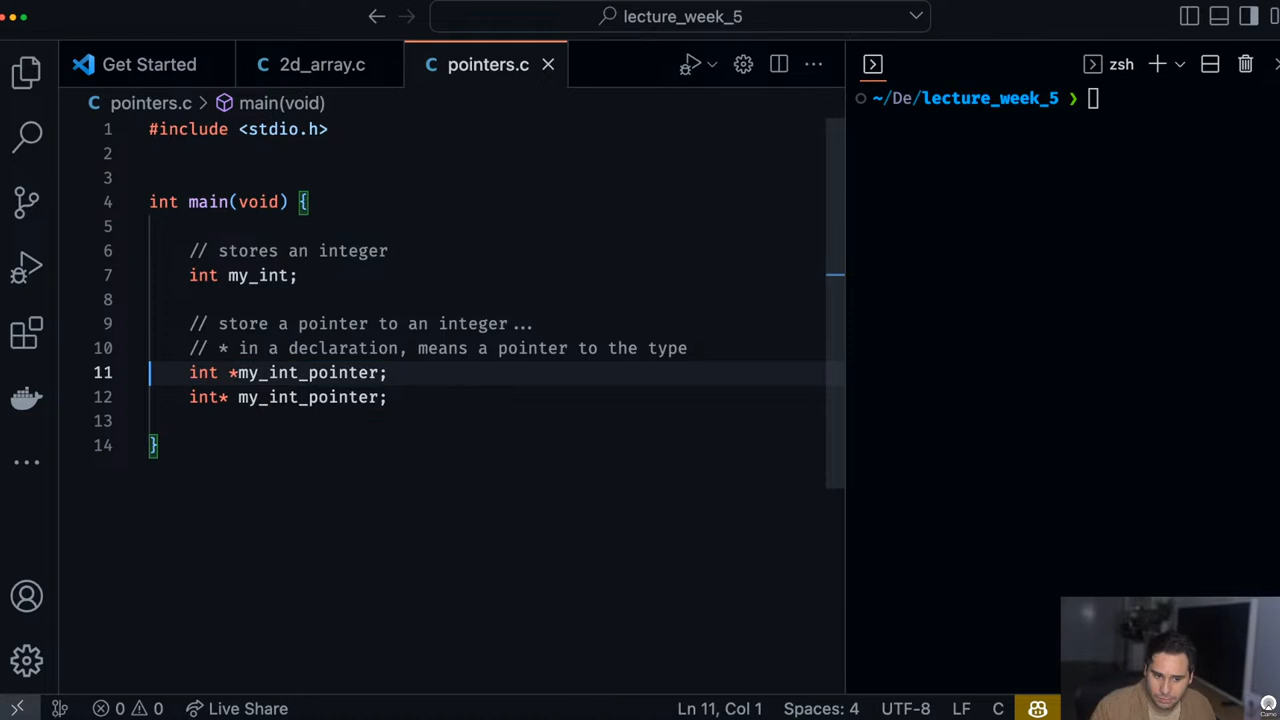 lecture_week_5
Get Started
C 2d_array.c
C pointers.c
zsh
C pointers.c > main(void)
~/De/lecture_week_5 ❯
1 #include <stdio.h>
2
3
4 int main(void) {
5
6 // stores an integer
7 int my_int;
8
9 // store a pointer to an integer...
10 // * in a declaration, means a pointer to the type
11 int *my_int_pointer;
12 int* my_int_pointer;
13
14 }
0 0 Live Share Ln 11, Col 1 Spaces: 4 UTF-8 LF C
Camo